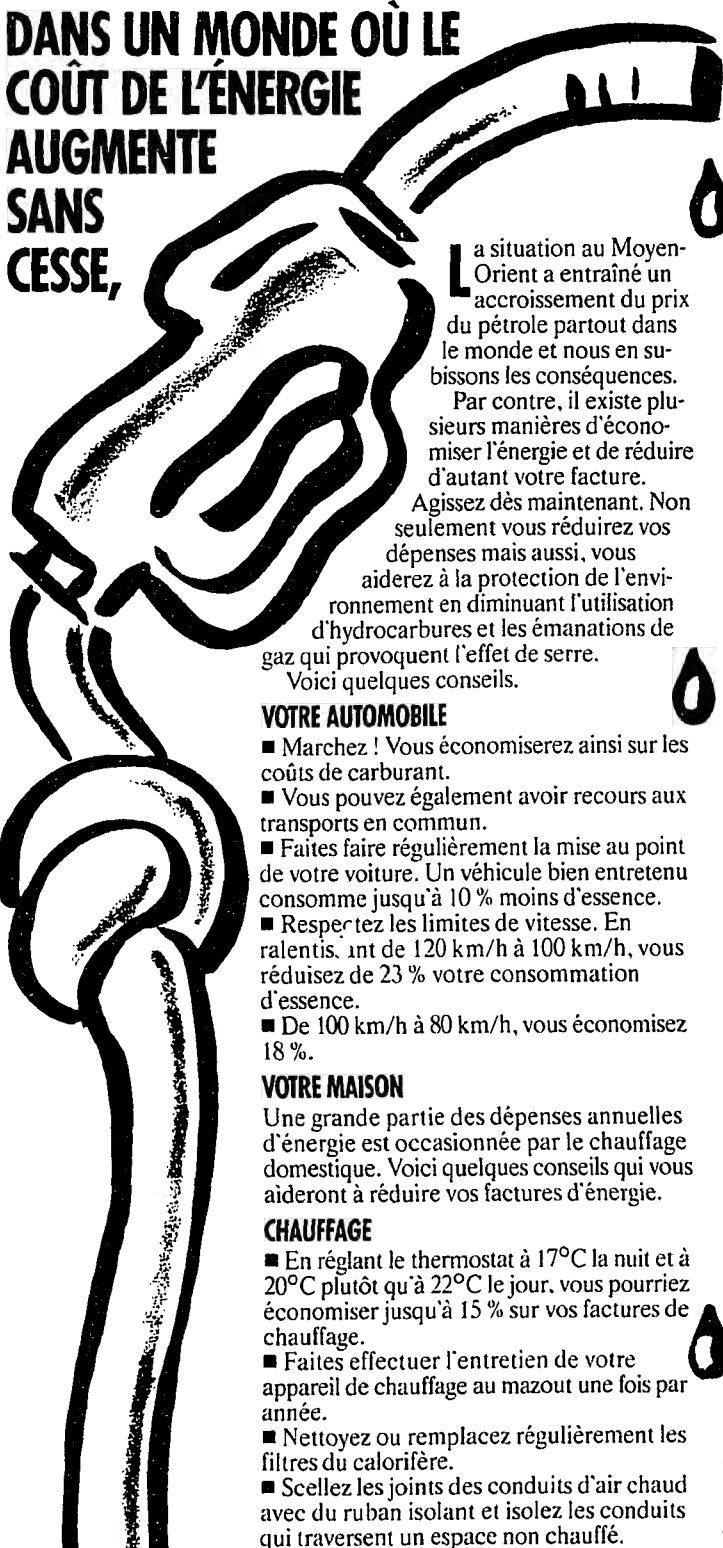 DANS UN MONDE OÙ LE
COÛT DE L'ÉNERGIE
AUGMENTE
SANS
CESSE,
La situation au Moyen-
Orient a entraîné un
accroissement du prix
du pétrole partout dans
le monde et nous en su-
bissons les conséquences.
Par contre, il existe plu-
sieurs manières d'écono-
miser l'énergie et de réduire
d'autant votre facture.
Agissez dès maintenant. Non
seulement vous réduirez vos
dépenses mais aussi, vous
aiderez à la protection de l'envi-
ronnement en diminuant l'utilisation
d'hydrocarbures et les émanations de
gaz qui provoquent l'effet de serre.
Voici quelques conseils.
VOTRE AUTOMOBILE
■ Marchez ! Vous économiserez ainsi sur les
coûts de carburant.
■ Vous pouvez également avoir recours aux
transports en commun.
■ Faites faire régulièrement la mise au point
de votre voiture. Un véhicule bien entretenu
consomme jusqu'à 10 % moins d'essence.
■ Respectez les limites de vitesse. En
ralentissant de 120 km/h à 100 km/h, vous
réduisez de 23 % votre consommation
d'essence.
■ De 100 km/h à 80 km/h, vous économisez
18 %.
VOTRE MAISON
Une grande partie des dépenses annuelles
d'énergie est occasionnée par le chauffage
domestique. Voici quelques conseils qui vous
aideront à réduire vos factures d'énergie.
CHAUFFAGE
■ En réglant le thermostat à 17°C la nuit et à
20°C plutôt qu'à 22°C le jour, vous pourriez
économiser jusqu'à 15 % sur vos factures de
chauffage.
■ Faites effectuer l'entretien de votre
appareil de chauffage au mazout une fois par
année.
■ Nettoyez ou remplacez régulièrement les
filtres du calorifère.
■ Scellez les joints des conduits d'air chaud
avec du ruban isolant et isolez les conduits
qui traversent un espace non chauffé.